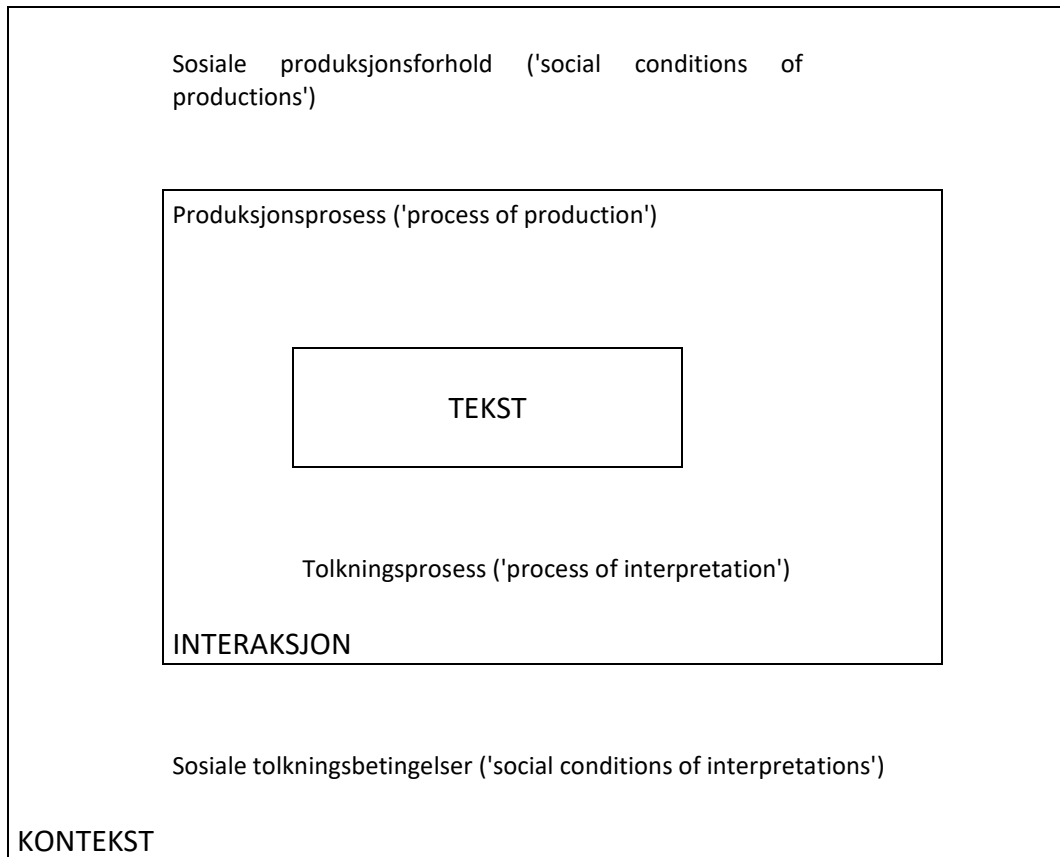 Sosiale produksjonsforhold ('social conditions of
productions')
Produksjonsprosess ('process of production')
TEKST
Tolkningsprosess ('process of interpretation')
INTERAKSJON
Sosiale tolkningsbetingelser ('social conditions of interpretations')
KONTEKST